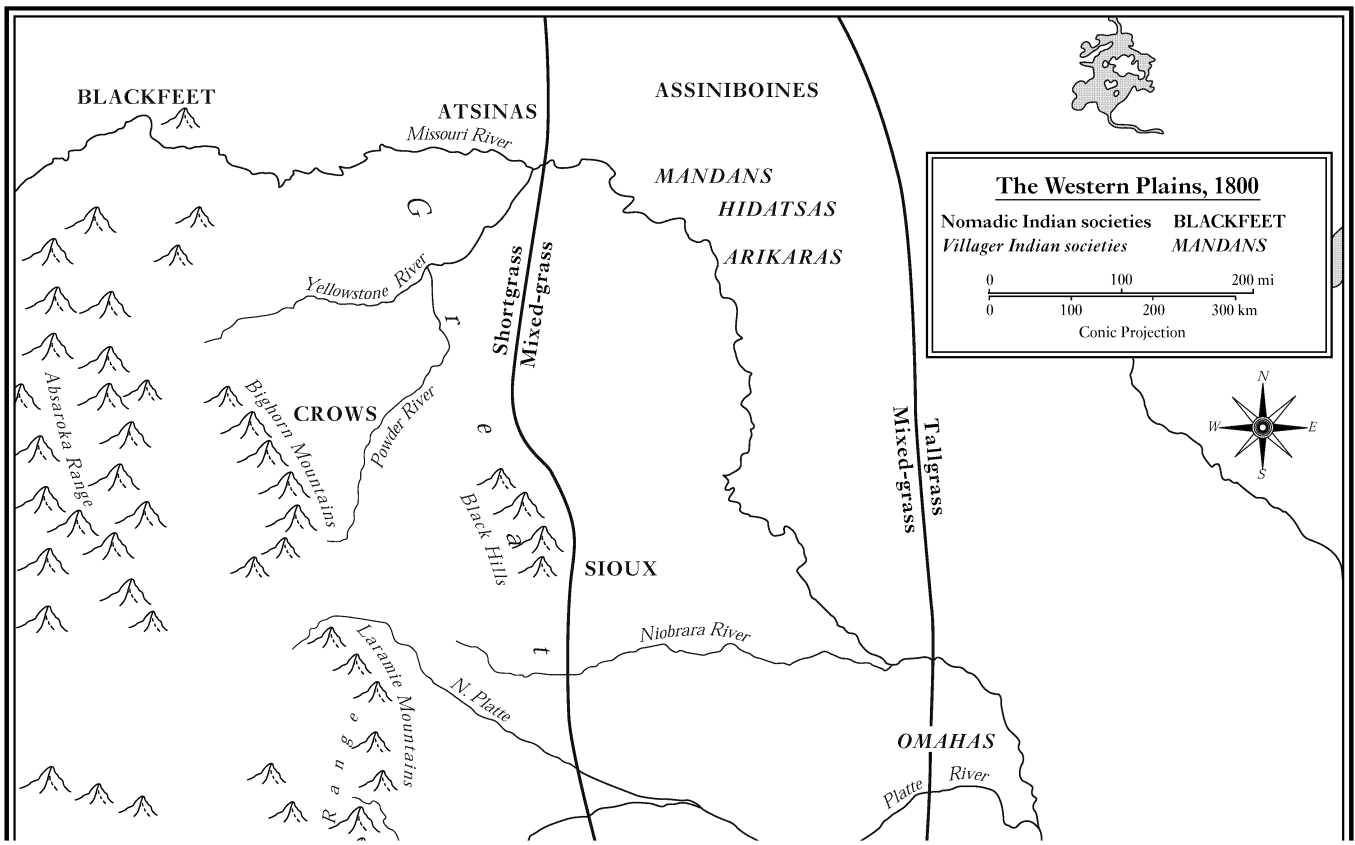 BLACKFEET
ATSINAS
ASSINIBOINES
Missouri River
MANDANS
HIDATSAS
ARIKARAS
The Western Plains, 1800
Nomadic Indian societies BLACKFEET
Villager Indian societies MANDANS
0 100 200 mi
0 100 200 300 km
Conic Projection
N
W E
S
Great
Yellowstone River
Shortgrass
Mixed-grass
Absaroka Range
Bighorn Mountains
CROWS
Powder River
Black Hills
Mixed-grass
Tallgrass
SIOUX
Niobrara River
Laramie Mountains
N. Platte
Range
OMAHAS
Platte River